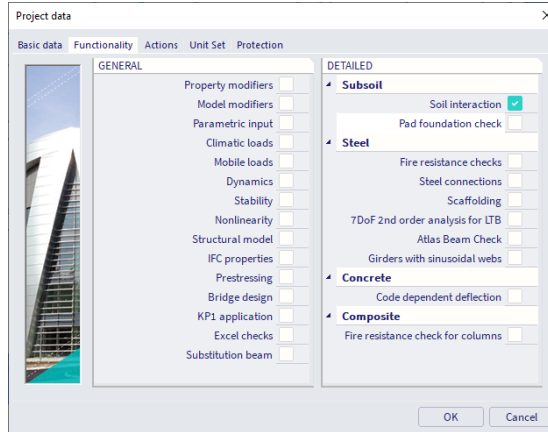 Project data
Basic data Functionality Actions Unit Set Protection
GENERAL
Property modifiers
Model modifiers
Parametric input
Climatic loads
Mobile loads
Dynamics
Stability
Nonlinearity
Structural model
IFC properties
Prestressing
Bridge design
KP1 application
Excel checks
Substitution beam
DETAILED
Subsoil
Soil interaction
Pad foundation check
Steel
Fire resistance checks
Steel connections
Scaffolding
7DoF 2nd order analysis for LTB
Atlas Beam Check
Girders with sinusoidal webs
Concrete
Code dependent deflection
Composite
Fire resistance check for columns
OK Cancel